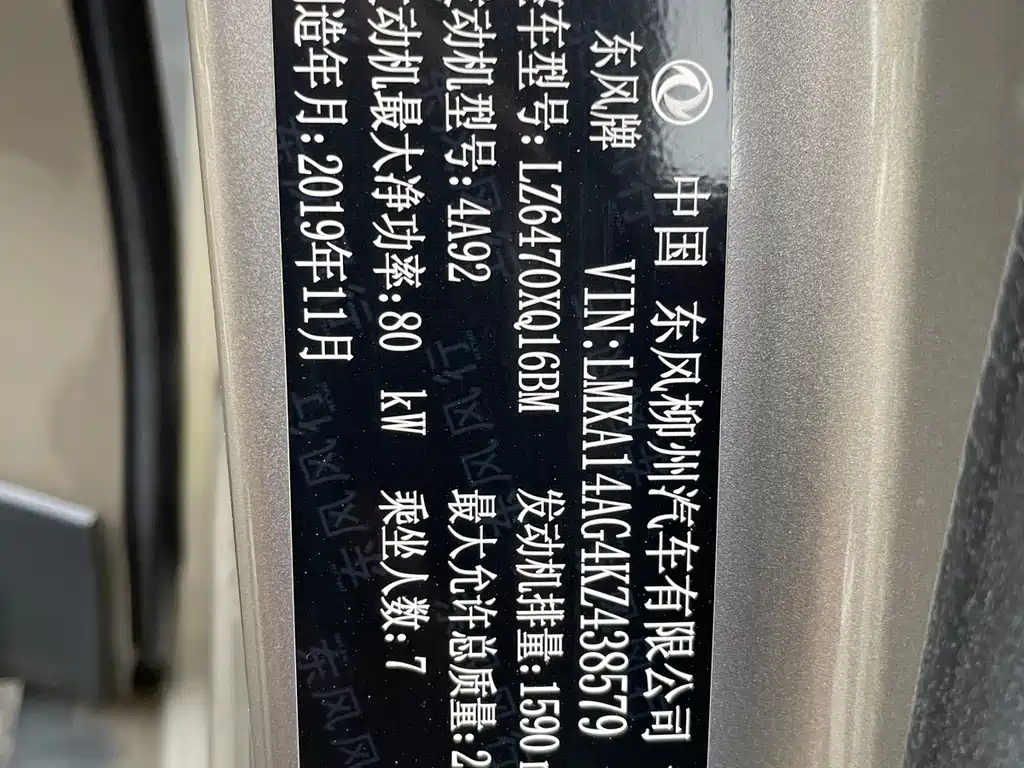 中国 东风柳州汽车有限公司
东风牌 VIN:LMXA14AG4KZ438579
车型号:LZ6470XQ16BM 发动机排量:1590
动机型号:4A92 最大允许总质量:2
动机最大净功率:80 kW 乘坐人数:7
造年月:2019年11月